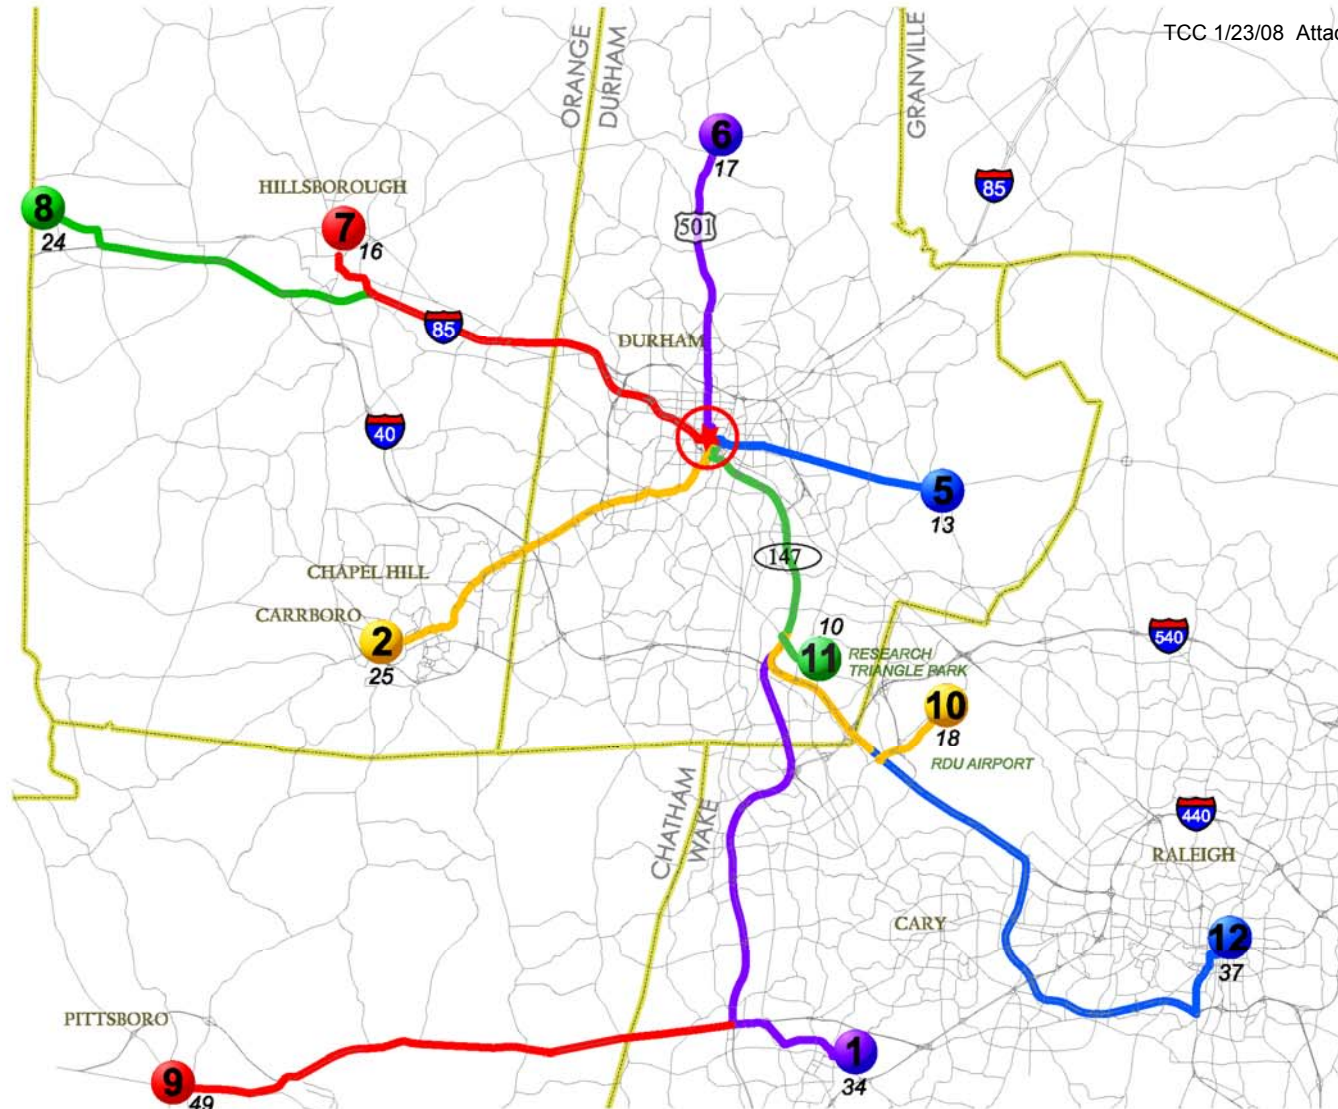 TCC 1/23/08 Attac
ORANGE
DURHAM
GRANVILLE
6
17
85
HILLSBOROUGH
8
24
7
16
501
85
DURHAM
40
5
13
147
CHAPEL HILL
CARRBORO
2
25
10
11
RESEARCH
TRIANGLE PARK
540
10
18
RDU AIRPORT
CHATHAM
WAKE
440
RALEIGH
CARY
12
37
PITTSBORO
9
49
1
34